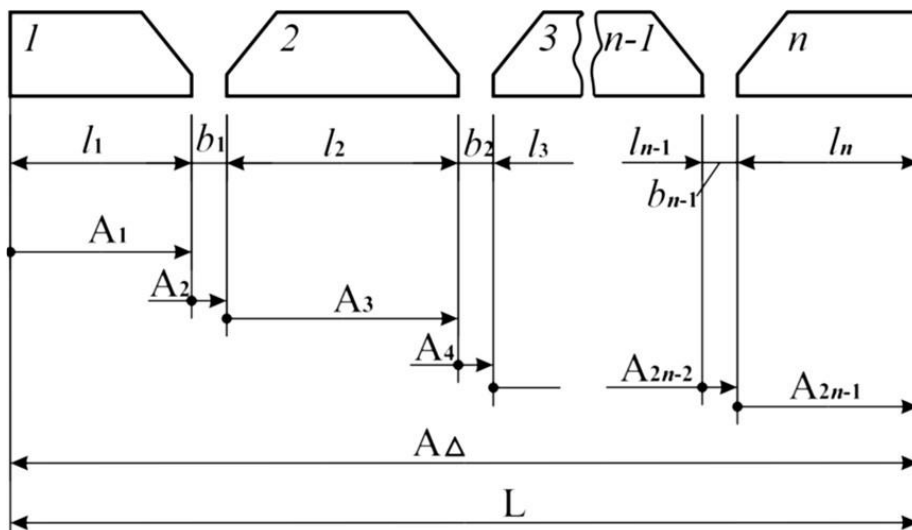 1 2 3 n-1 n
l1 b1 l2 b2 l3 ln-1 ln
bn-1
A1
A2 A3
A4 A2n-2 A2n-1
A△
L